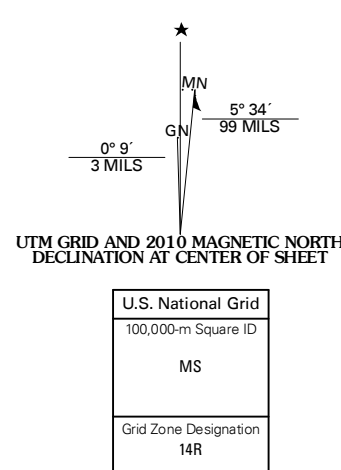 MN
5° 34´
99 MILS
GN
0° 9´
3 MILS
UTM GRID AND 2010 MAGNETIC NORTH
DECLINATION AT CENTER OF SHEET
U.S. National Grid
100,000-m Square ID
MS
Grid Zone Designation
14R